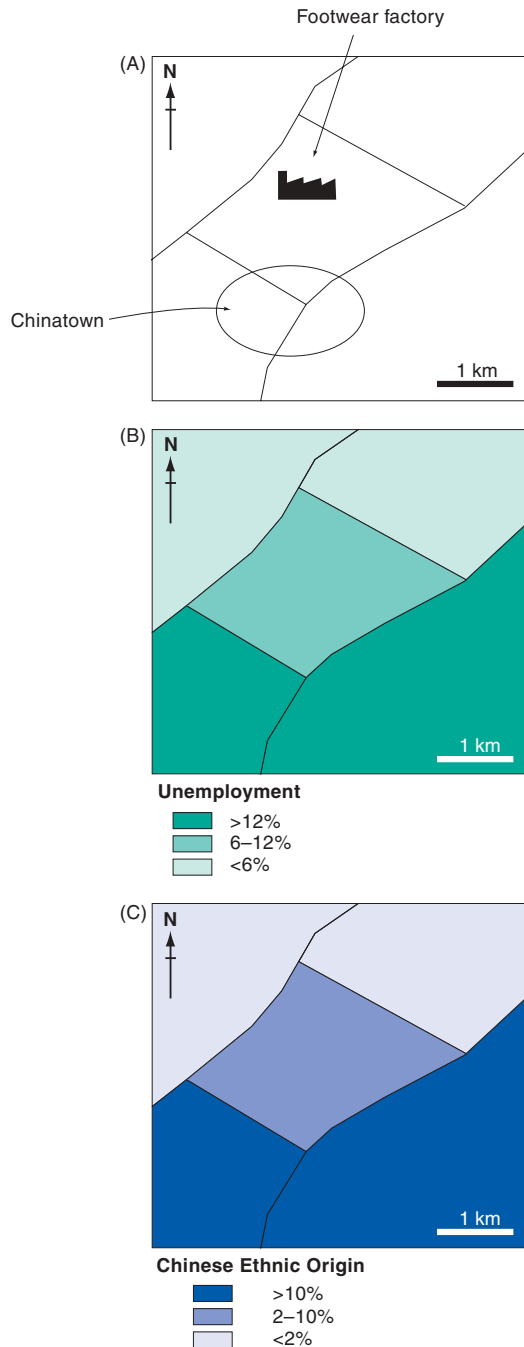 Footwear factory
(A)
N
Chinatown
1 km
(B)
N
1 km
Unemployment
>12%
6–12%
<6%
(C)
N
1 km
Chinese Ethnic Origin
>10%
2–10%
<2%